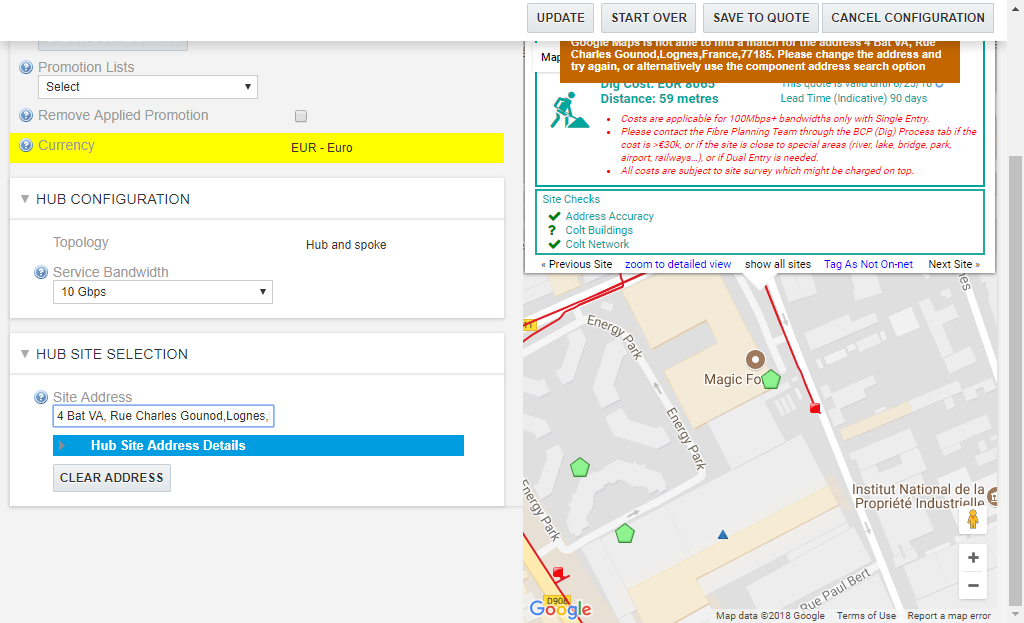 UPDATE START OVER SAVE TO QUOTE CANCEL CONFIGURATION
Promotion Lists
Select
Remove Applied Promotion
Currency EUR - Euro
HUB CONFIGURATION
Topology Hub and spoke
Service Bandwidth
10 Gbps
HUB SITE SELECTION
Site Address
4 Bat VA, Rue Charles Gounod,Lognes,
Hub Site Address Details
CLEAR ADDRESS
Map
Google Maps is not able to find a match for the address 4 Bat VA, Rue
Charles Gounod,Lognes,France,77185. Please change the address and
try again, or alternatively use the component address search option
Dig Cost: EUR 8065
Distance: 59 metres
This quote is valid until 6/25/18
Lead Time (Indicative) 90 days
Costs are applicable for 100Mbps+ bandwidths only with Single Entry.
Please contact the Fibre Planning Team through the BCP (Dig) Process tab if the
cost is >€30k, or if the site is close to special areas (river, lake, bridge, park,
airport, railways...), or if Dual Entry is needed.
All costs are subject to site survey which might be charged on top.
Site Checks
Address Accuracy
? Colt Buildings
Colt Network
« Previous Site zoom to detailed view show all sites Tag As Not On-net Next Site »
Energy Park
Magic Fo
Energy Park
Institut National de la
Propriété Industrielle
Energy Park
Rue Paul Bert
D906
+
−
Google
Map data ©2018 Google Terms of Use Report a map error